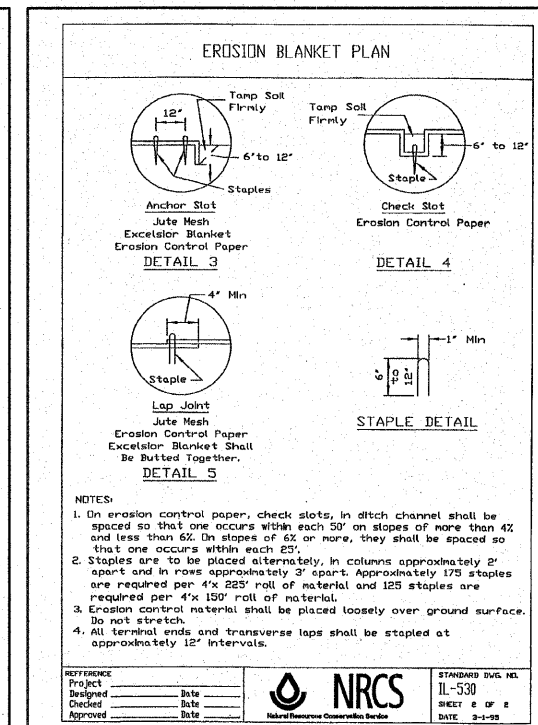 EROSION BLANKET PLAN
Tamp Soil
Firmly
12"
6" to 12"
Staples
Anchor Slot
Jute Mesh
Excelsior Blanket
Erosion Control Paper
DETAIL 3
Tamp Soil
Firmly
6" to 12"
Staple
Check Slot
Erosion Control Paper
DETAIL 4
4" Min
Staple
Lap Joint
Jute Mesh
Erosion Control Paper
Excelsior Blanket Shall
Be Butted Together.
DETAIL 5
1" Min
6"
to
12"
STAPLE DETAIL
NOTES:
1. On erosion control paper, check slots, in ditch channel shall be
spaced so that one occurs within each 50' on slopes of more than 4%
and less than 6%. On slopes of 6% or more, they shall be spaced so
that one occurs within each 25'.
2. Staples are to be placed alternately, in columns approximately 2'
apart and in rows approximately 3' apart. Approximately 175 staples
are required per 4'x 225' roll of material and 125 staples are
required per 4'x 150' roll of material.
3. Erosion control material shall be placed loosely over ground surface.
Do not stretch.
4. All terminal ends and transverse laps shall be stapled at
approximately 12" intervals.
REFFERENCE
Project
Designed Date
Checked Date
Approved Date
NRCS
Natural Resources Conservation Service
STANDARD DWG. NO.
IL-530
SHEET 2 OF 2
DATE 3-1-95